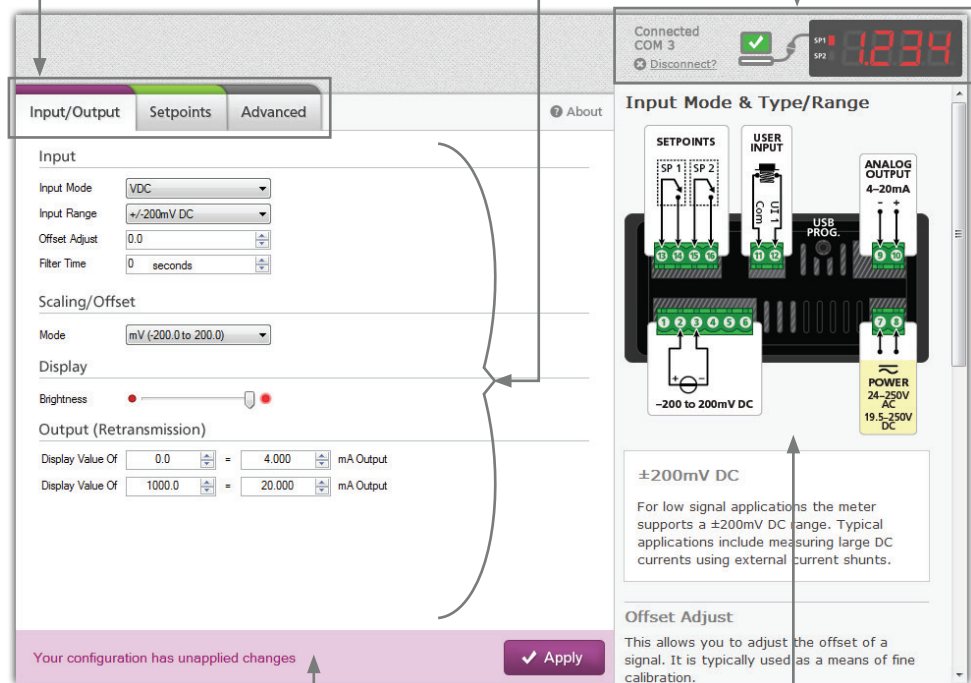 Connected
COM 3
Disconnect?
SP1
SP2
1.234
Input/Output
Setpoints
Advanced
? About
Input
Input Mode VDC
Input Range +/-200mV DC
Offset Adjust 0.0
Filter Time 0 seconds
Scaling/Offset
Mode mV (-200.0 to 200.0)
Display
Brightness
Output (Retransmission)
Display Value Of 0.0 = 4.000 mA Output
Display Value Of 1000.0 = 20.000 mA Output
Your configuration has unapplied changes
Apply
Input Mode & Type/Range
SETPOINTS
SP 1 SP 2
USER
INPUT
Com
UI 1
ANALOG
OUTPUT
4–20mA
- +
USB
PROG.
13 14 15 16
11 12
9 10
1 2 3 4 5 6
7 8
+ -
–200 to 200mV DC
POWER
24–250V
AC
19.5–250V
DC
±200mV DC
For low signal applications the meter
supports a ±200mV DC range. Typical
applications include measuring large DC
currents using external current shunts.
Offset Adjust
This allows you to adjust the offset of a
signal. It is typically used as a means of fine
calibration.